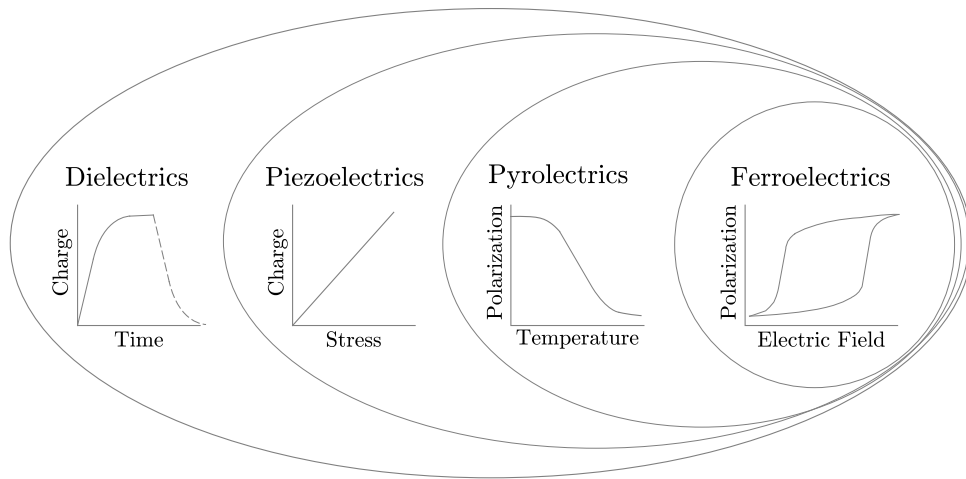 Dielectrics
Charge
Time
Piezoelectrics
Charge
Stress
Pyrolectrics
Polarization
Temperature
Ferroelectrics
Polarization
Electric Field